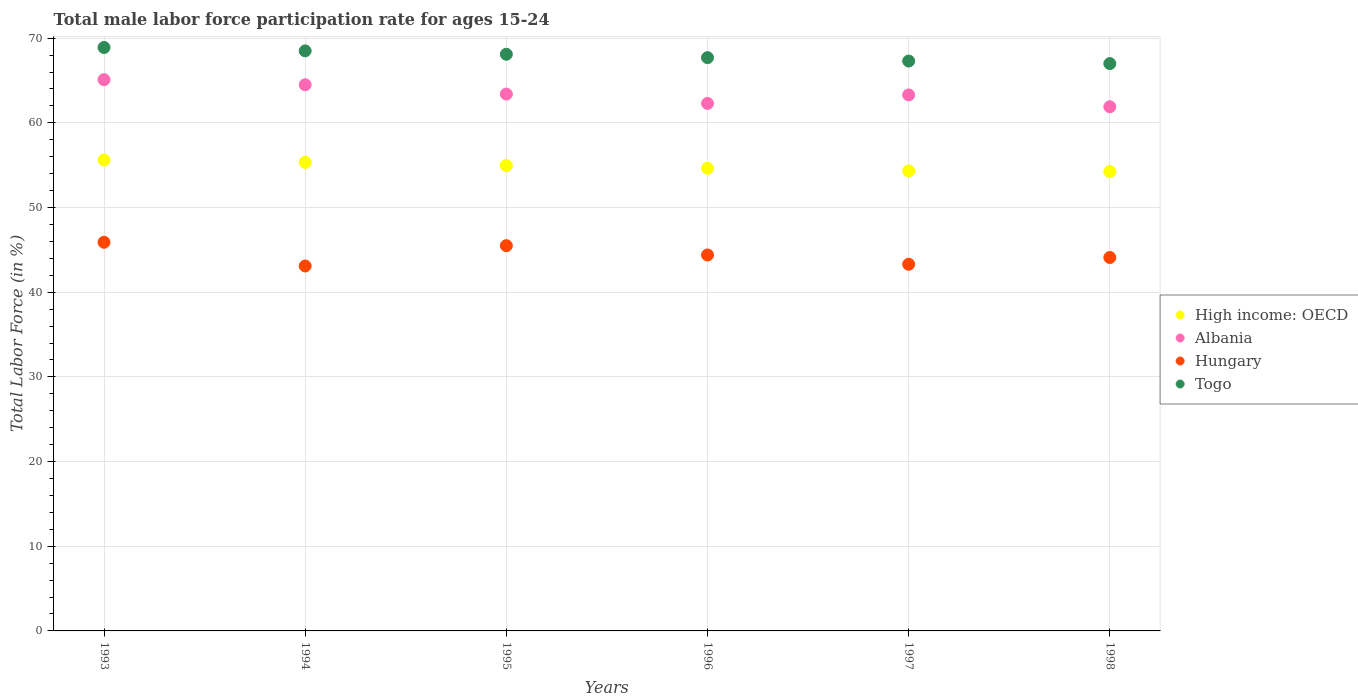 Total male labor force participation rate for ages 15-24
Total Labor Force (in %)
70
60
50
40
30
20
10
0
1993
1994
1995
1996
1997
1998
Years
High income: OECD
Albania
Hungary
Togo